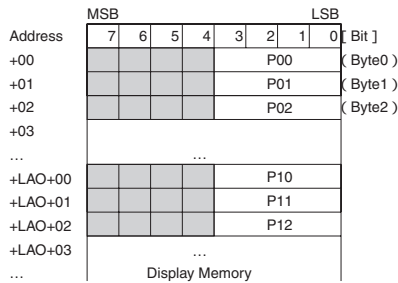 MSB LSB
Address 7 6 5 4 3 2 1 0 [ Bit ]
+00 P00 ( Byte0 )
+01 P01 ( Byte1 )
+02 P02 ( Byte2 )
+03
... ...
+LAO+00 P10
+LAO+01 P11
+LAO+02 P12
+LAO+03 ...
... Display Memory